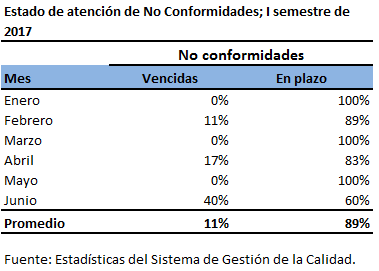 Estado de atención de No Conformidades; I semestre de
2017
No conformidades
Mes Vencidas En plazo
Enero 0% 100%
Febrero 11% 89%
Marzo 0% 100%
Abril 17% 83%
Mayo 0% 100%
Junio 40% 60%
Promedio 11% 89%
Fuente: Estadísticas del Sistema de Gestión de la Calidad.